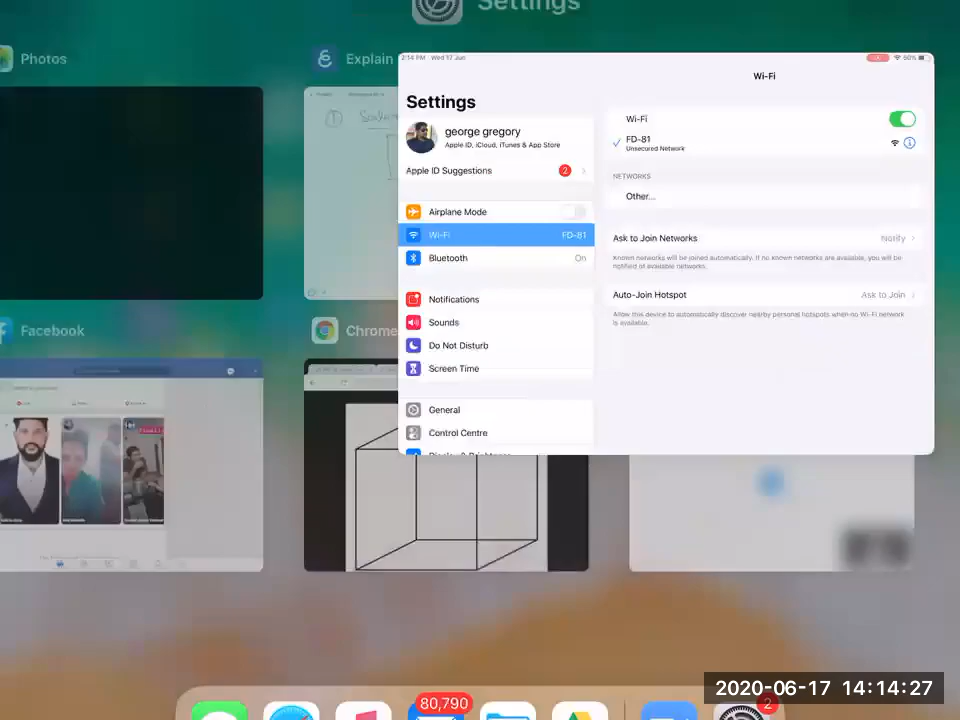 Settings
Photos
Explain
2:14 PM Wed 17 Jun
50%
Wi-Fi
Settings
george gregory
Apple ID, iCloud, iTunes & App Store
Apple ID Suggestions
2
Airplane Mode
Wi-Fi
FD-81
Bluetooth
On
Notifications
Sounds
Do Not Disturb
Screen Time
General
Control Centre
Display & Brightness
Wi-Fi
FD-81
Unsecured Network
NETWORKS
Other...
Ask to Join Networks
Notify
Known networks will be joined automatically. If no known networks are available, you will be
notified of available networks.
Auto-Join Hotspot
Ask to Join
Allow this device to automatically discover nearby personal hotspots when no Wi-Fi network
is available.
Facebook
Chrome
80,790
2
2020-06-17 14:14:27